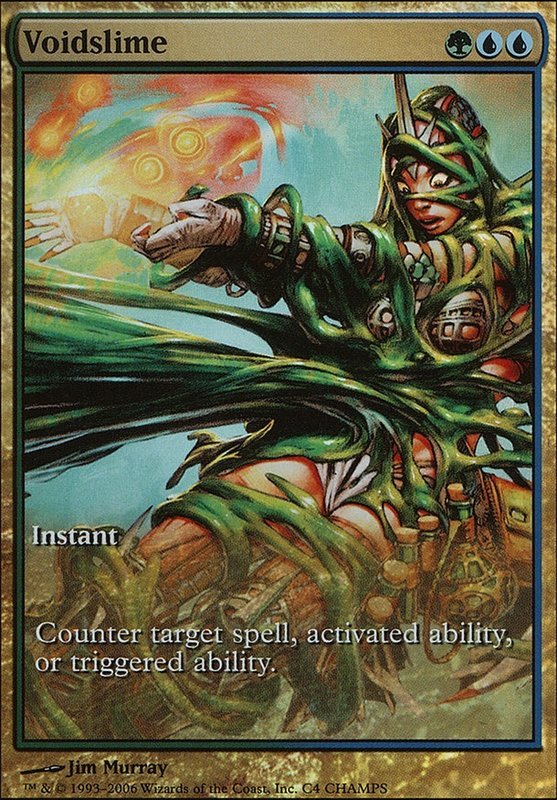 Voidslime
Instant
Counter target spell, activated ability,
or triggered ability.
Jim Murray
™ & © 1993–2006 Wizards of the Coast, Inc. C4 CHAMPS